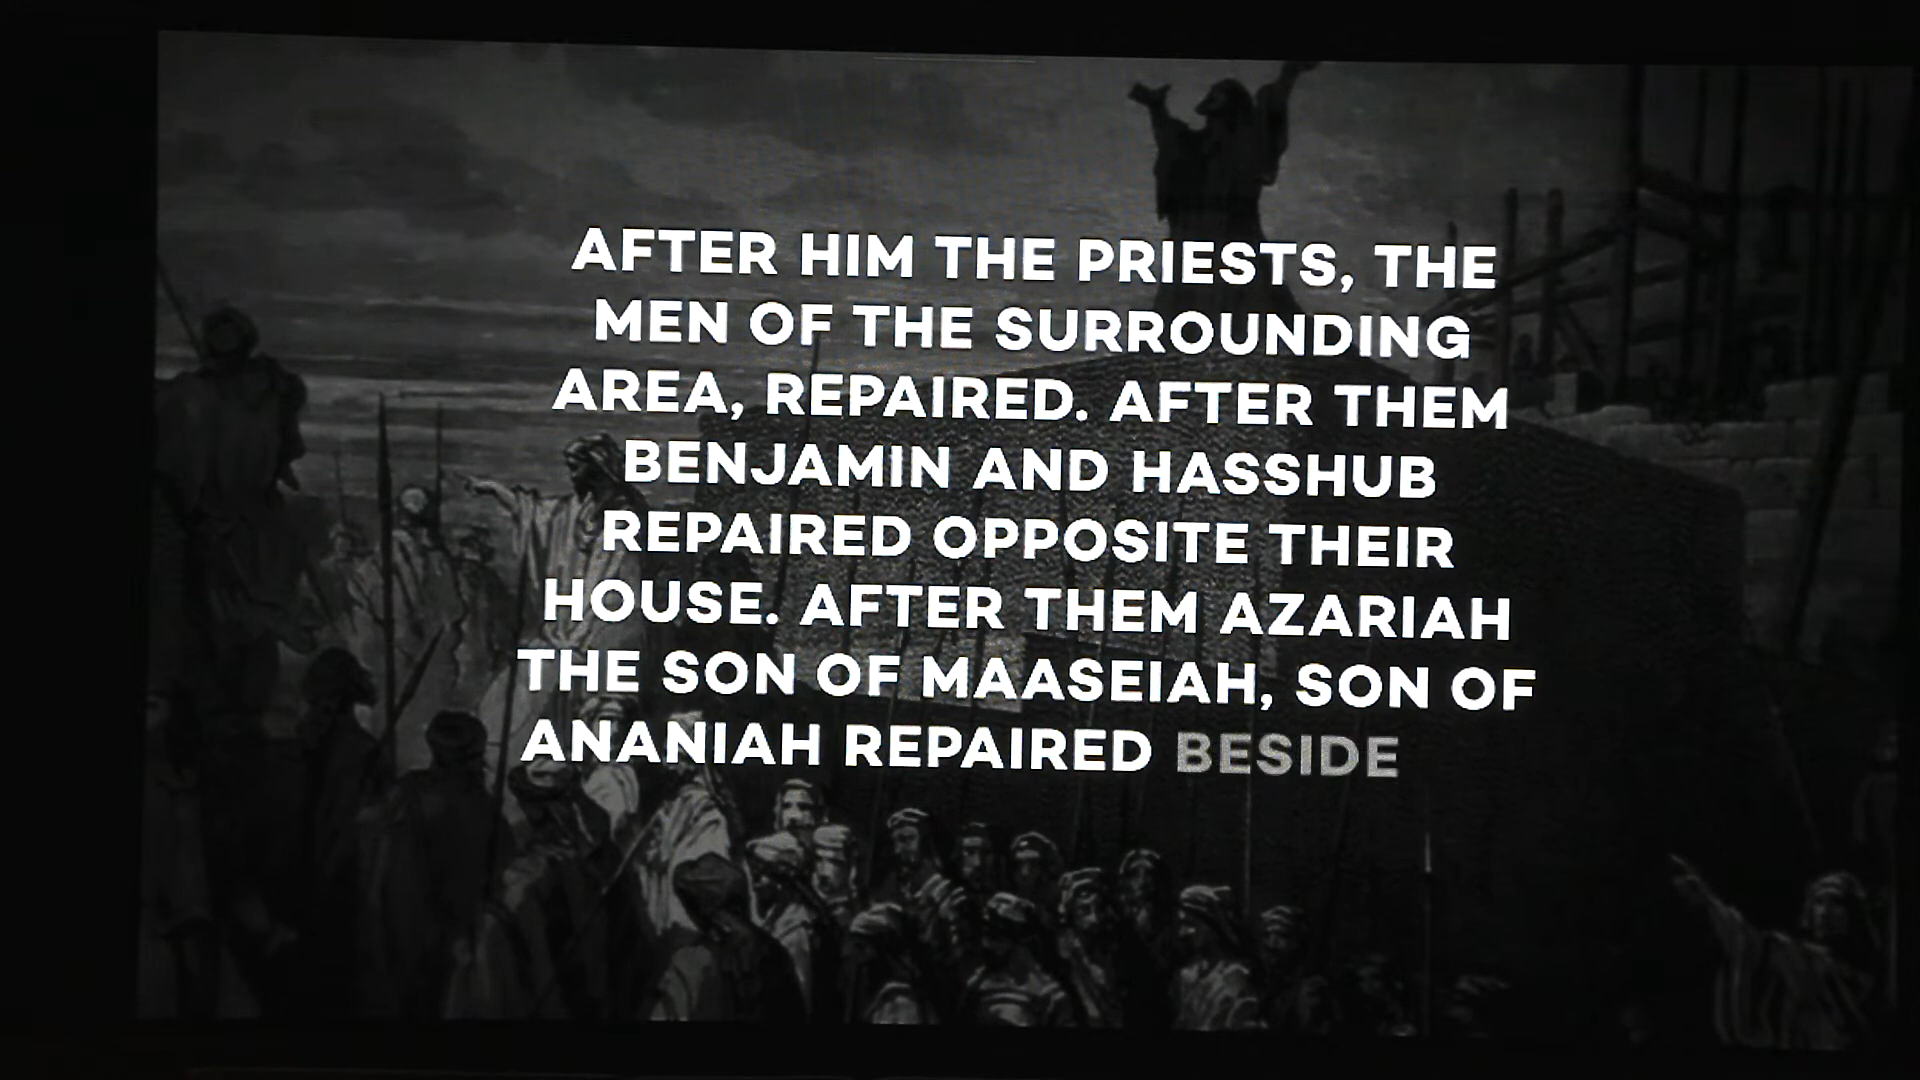 AFTER HIM THE PRIESTS, THE
MEN OF THE SURROUNDING
AREA, REPAIRED. AFTER THEM
BENJAMIN AND HASSHUB
REPAIRED OPPOSITE THEIR
HOUSE. AFTER THEM AZARIAH
THE SON OF MAASEIAH, SON OF
ANANIAH REPAIRED BESIDE